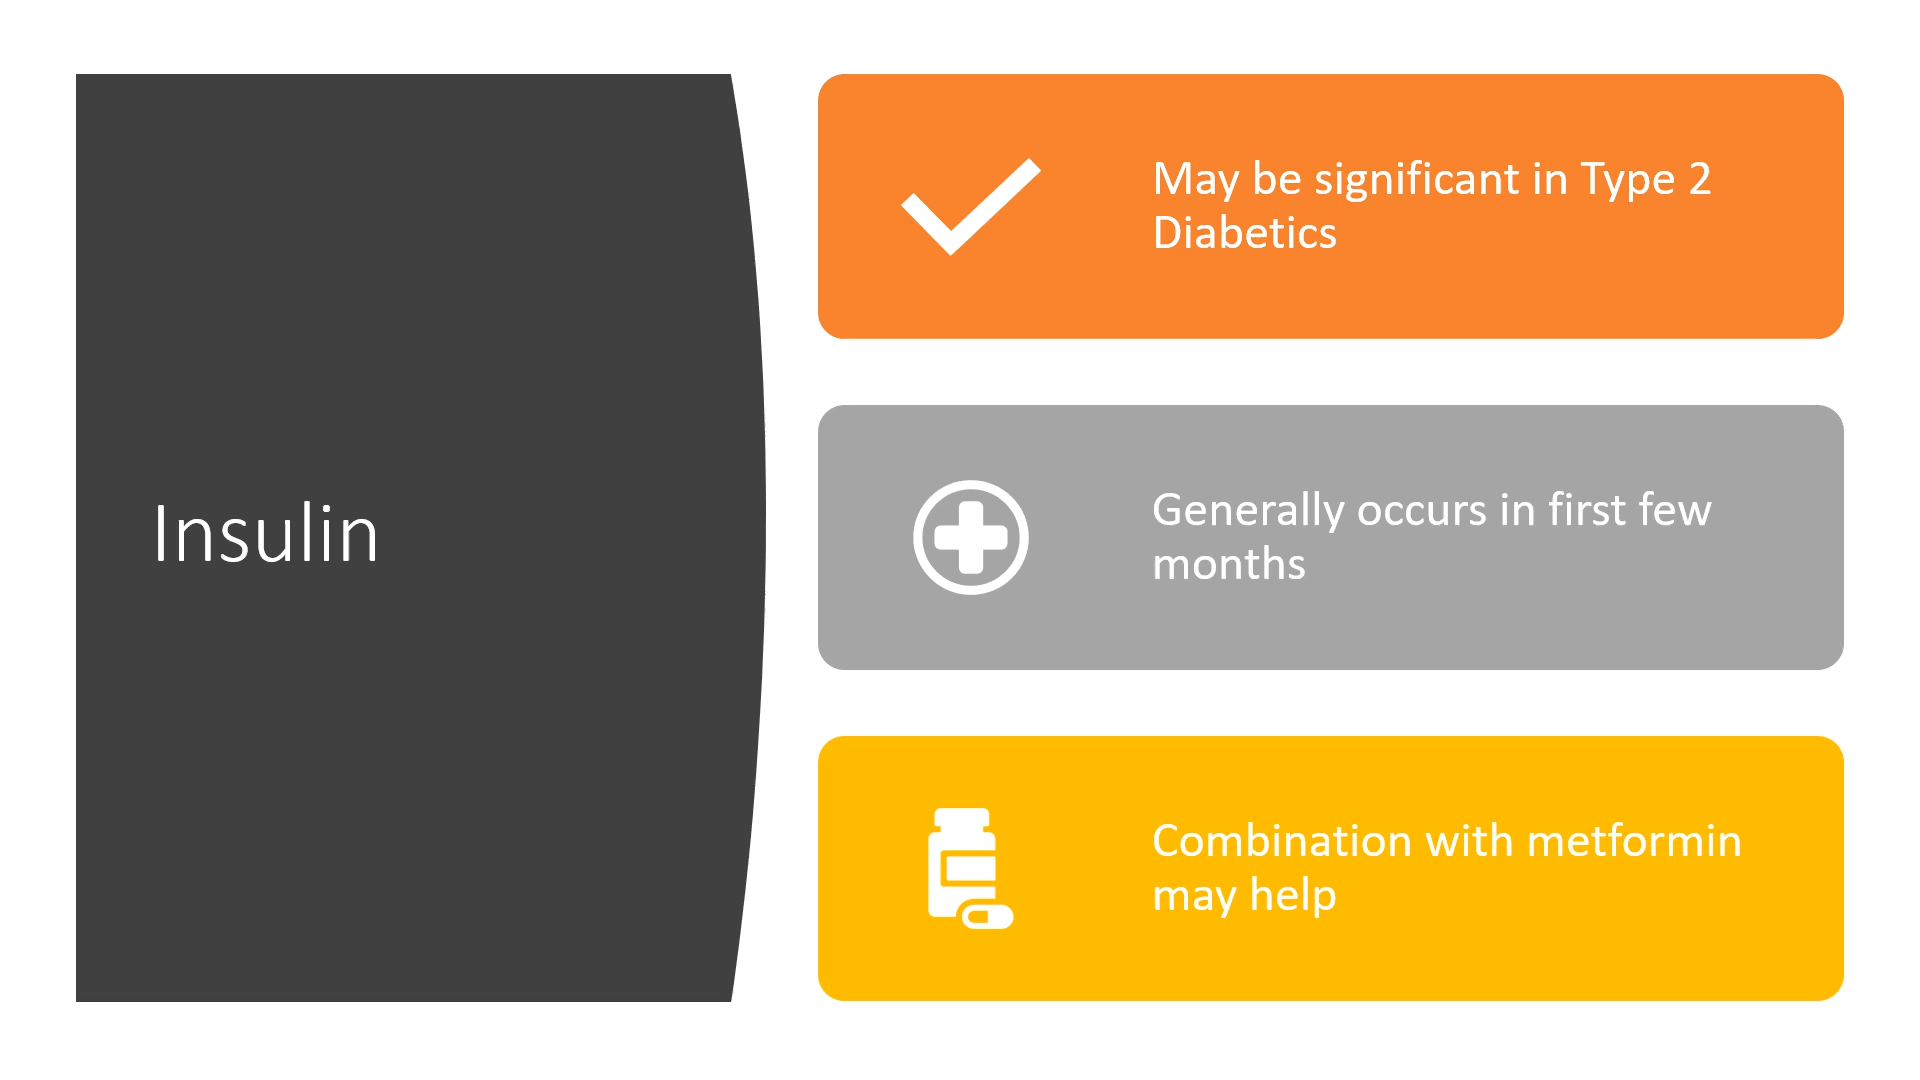 Insulin
May be significant in Type 2
Diabetics
Generally occurs in first few
months
Combination with metformin
may help